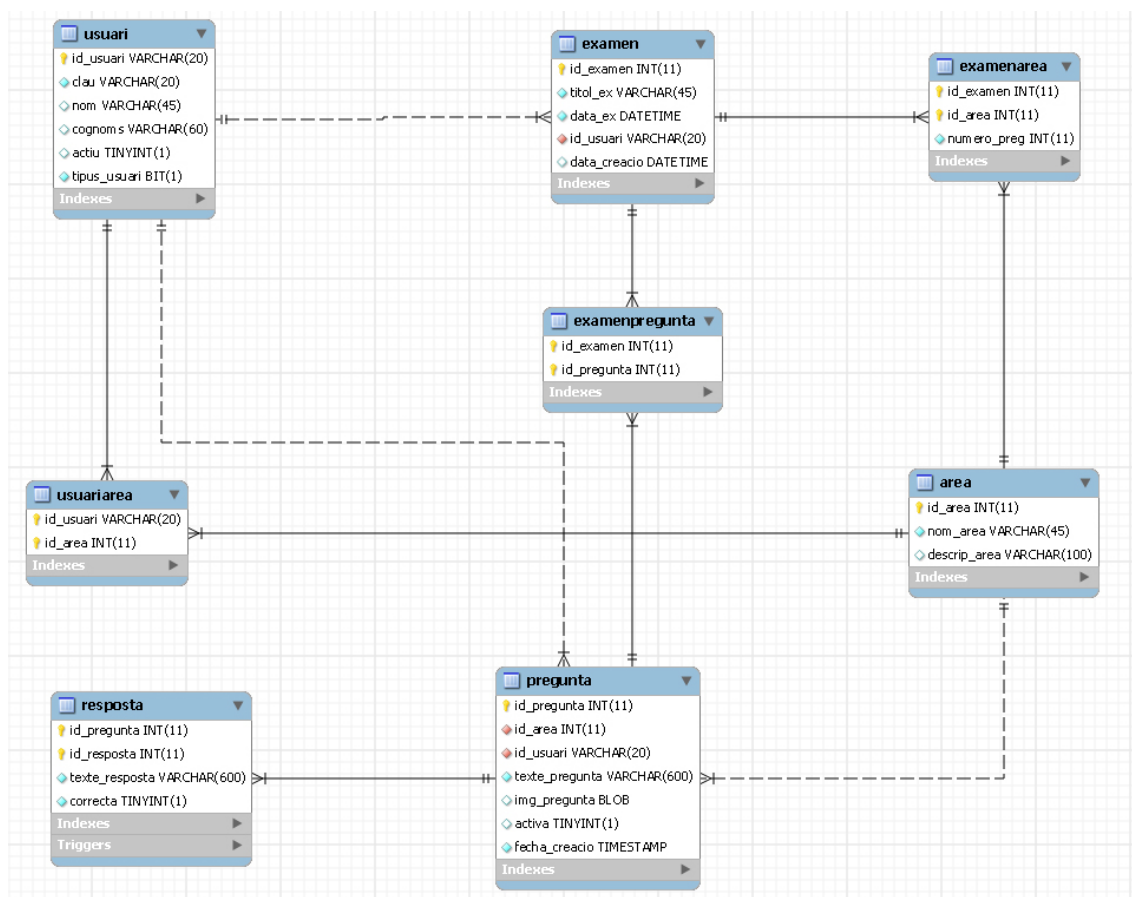 usuari
id_usuari VARCHAR(20)
clau VARCHAR(20)
nom VARCHAR(45)
cognoms VARCHAR(60)
actiu TINYINT(1)
tipus_usuari BIT(1)
Indexes
examen
id_examen INT(11)
titol_ex VARCHAR(45)
data_ex DATETIME
id_usuari VARCHAR(20)
data_creacio DATETIME
Indexes
examenarea
id_examen INT(11)
id_area INT(11)
numero_preg INT(11)
Indexes
examenpregunta
id_examen INT(11)
id_pregunta INT(11)
Indexes
usuariarea
id_usuari VARCHAR(20)
id_area INT(11)
Indexes
area
id_area INT(11)
nom_area VARCHAR(45)
descrip_area VARCHAR(100)
Indexes
resposta
id_pregunta INT(11)
id_resposta INT(11)
texte_resposta VARCHAR(600)
correcta TINYINT(1)
Indexes
Triggers
pregunta
id_pregunta INT(11)
id_area INT(11)
id_usuari VARCHAR(20)
texte_pregunta VARCHAR(600)
img_pregunta BLOB
activa TINYINT(1)
fecha_creacio TIMESTAMP
Indexes